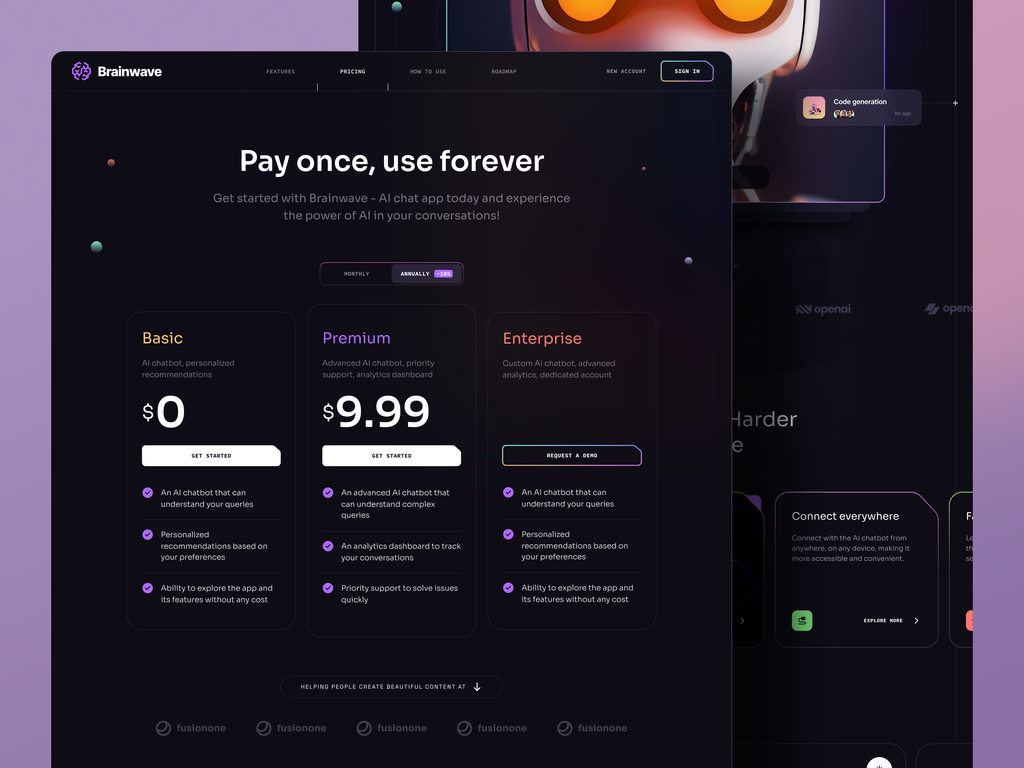 Brainwave
FEATURES
PRICING
HOW TO USE
ROADMAP
NEW ACCOUNT
SIGN IN
Pay once, use forever
Get started with Brainwave - AI chat app today and experience
the power of AI in your conversations!
MONTHLY
ANNUALLY
-10%
Basic
AI chatbot, personalized
recommendations
$0
GET STARTED
An AI chatbot that can
understand your queries
Personalized
recommendations based on
your preferences
Ability to explore the app and
its features without any cost
Premium
Advanced AI chatbot, priority
support, analytics dashboard
$9.99
GET STARTED
An advanced AI chatbot that
can understand complex
queries
An analytics dashboard to track
your conversations
Priority support to solve issues
quickly
Enterprise
Custom AI chatbot, advanced
analytics, dedicated account
REQUEST A DEMO
An AI chatbot that can
understand your queries
Personalized
recommendations based on
your preferences
Ability to explore the app and
its features without any cost
HELPING PEOPLE CREATE BEAUTIFUL CONTENT AT
fusionone
fusionone
fusionone
fusionone
fusionone
Code generation
1m ago
openai
Harder
Connect everywhere
Connect with the AI chatbot from
anywhere, on any device, making it
more accessible and convenient.
EXPLORE MORE